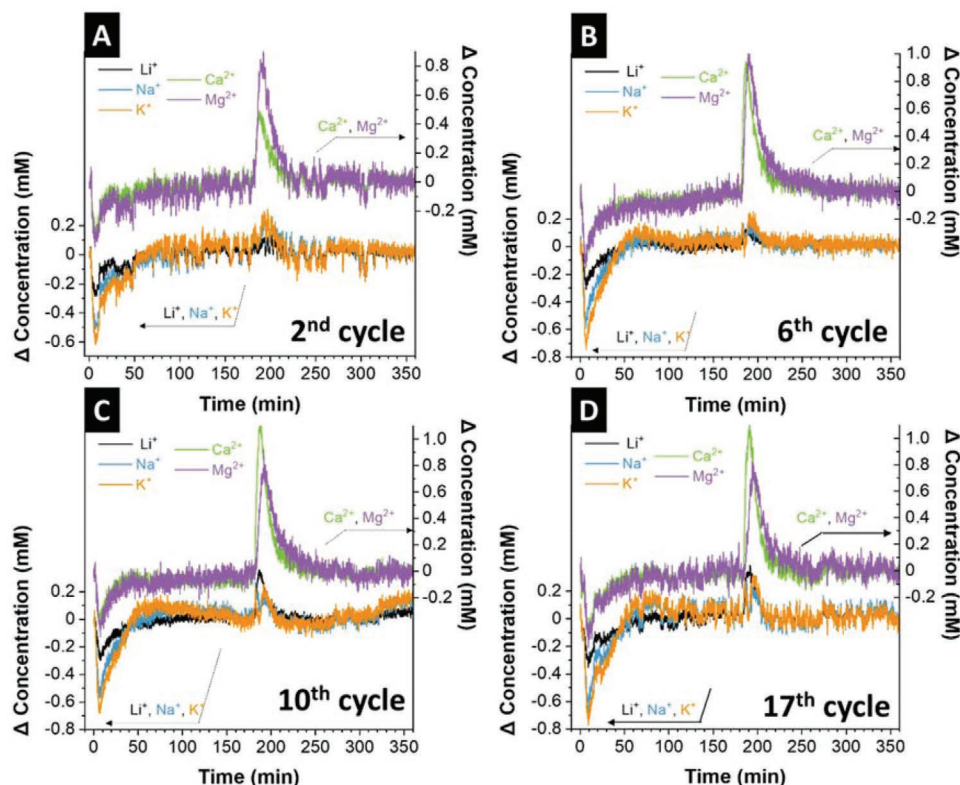 A
Li⁺
Na⁺
K⁺
Ca²⁺
Mg²⁺
Ca²⁺, Mg²⁺
Li⁺, Na⁺, K⁺
2nd cycle
Δ Concentration (mM)
0.2
0
-0.2
-0.4
-0.6
Δ Concentration (mM)
0.8
0.6
0.4
0.2
0
-0.2
0 50 100 150 200 250 300 350
Time (min)
B
Li⁺
Na⁺
K⁺
Ca²⁺
Mg²⁺
Ca²⁺, Mg²⁺
Li⁺, Na⁺, K⁺
6th cycle
Δ Concentration (mM)
0.2
0
-0.2
-0.4
-0.6
-0.8
Δ Concentration (mM)
1.0
0.8
0.6
0.4
0.2
0
-0.2
0 50 100 150 200 250 300 350
Time (min)
C
Li⁺
Na⁺
K⁺
Ca²⁺
Mg²⁺
Ca²⁺, Mg²⁺
Li⁺, Na⁺, K⁺
10th cycle
Δ Concentration (mM)
0.2
0
-0.2
-0.4
-0.6
-0.8
Δ Concentration (mM)
1.0
0.8
0.6
0.4
0.2
0
-0.2
0 50 100 150 200 250 300 350
Time (min)
D
Li⁺
Na⁺
K⁺
Ca²⁺
Mg²⁺
Ca²⁺, Mg²⁺
Li⁺, Na⁺, K⁺
17th cycle
Δ Concentration (mM)
0.2
0
-0.2
-0.4
-0.6
-0.8
Δ Concentration (mM)
1.0
0.8
0.6
0.4
0.2
0
-0.2
0 50 100 150 200 250 300 350
Time (min)